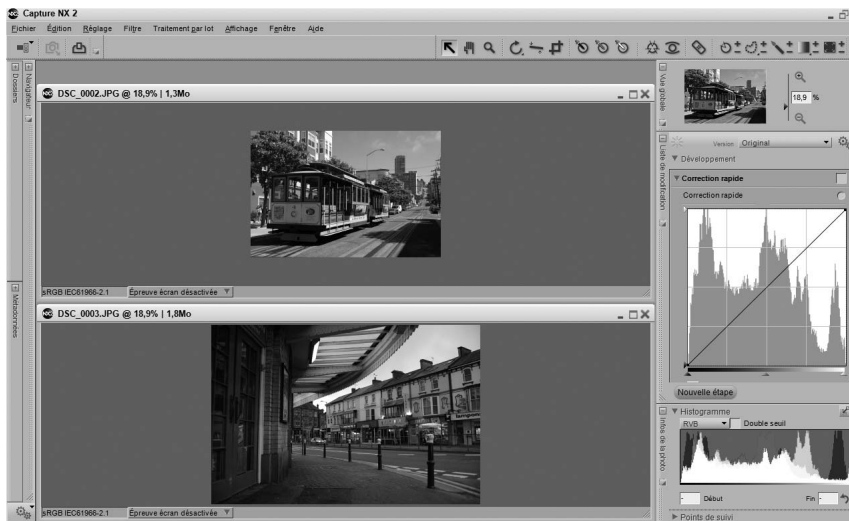 Capture NX 2
Fichier Édition Réglage Filtre Traitement par lot Affichage Fenêtre Aide
Dossiers
Navigateur
Métadonnées
DSC_0002.JPG @ 18,9% | 1,3Mo
sRGB IEC61966-2.1 Épreuve écran désactivée
DSC_0003.JPG @ 18,9% | 1,8Mo
sRGB IEC61966-2.1 Épreuve écran désactivée
Vue globale
18,9 %
Liste de modification
Version Original
Développement
Correction rapide
Correction rapide
Nouvelle étape
Infos de la photo
Histogramme
RVB Double seuil
- Début Fin -
Points de suivi